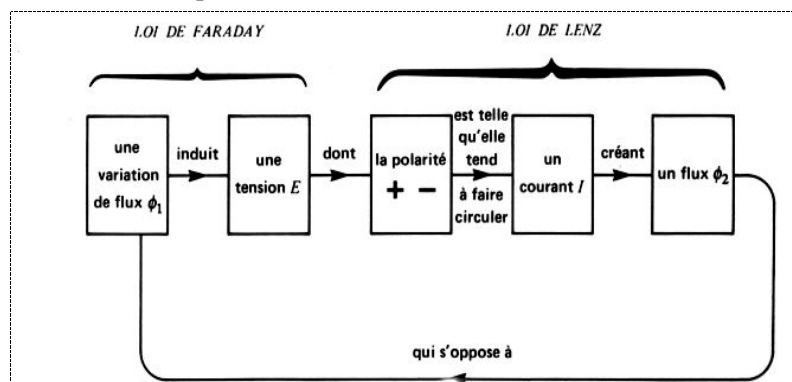 LOI DE FARADAY
LOI DE LENZ
une
variation
de flux ϕ1
induit
une
tension E
dont
la polarité
+ −
est telle
qu'elle
tend
à faire
circuler
un
courant I
créant
un flux ϕ2
qui s'oppose à